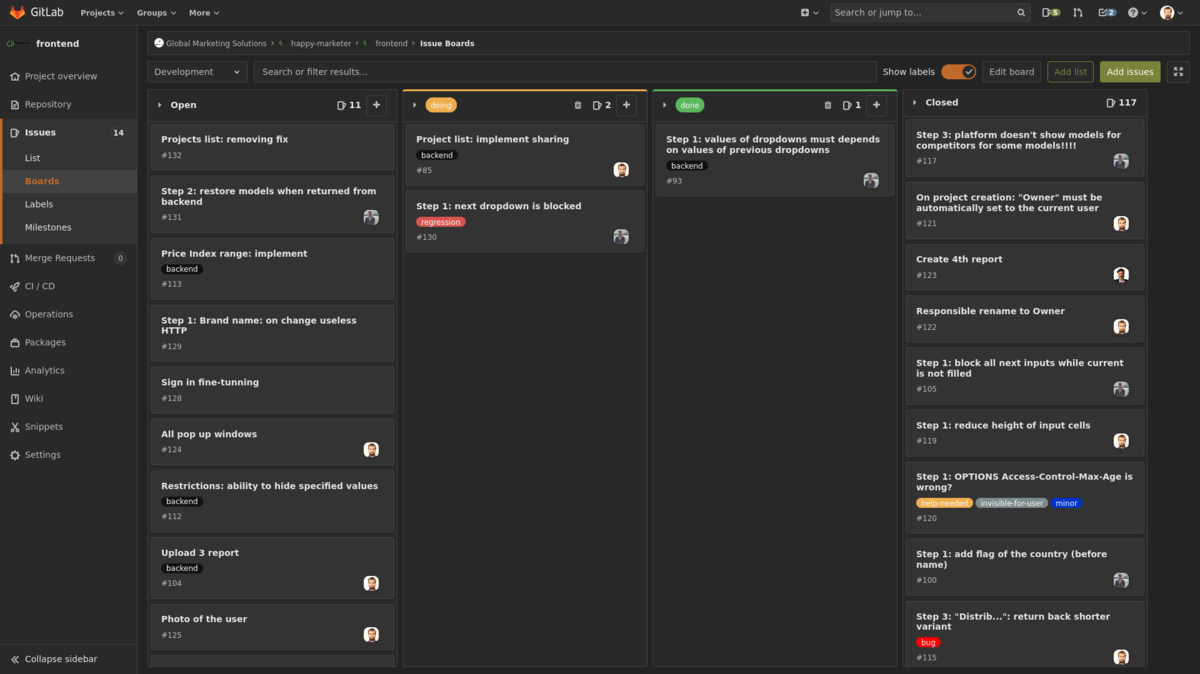 GitLab
Projects
Groups
More
Search or jump to...
5
2
frontend
Global Marketing Solutions > happy-marketer > frontend > Issue Boards
Project overview
Repository
Issues 14
List
Boards
Labels
Milestones
Merge Requests 0
CI / CD
Operations
Packages
Analytics
Wiki
Snippets
Settings
Collapse sidebar
Development
Search or filter results...
Show labels
Edit board
Add list
Add issues
Open 11
Projects list: removing fix
#132
Step 2: restore models when returned from
backend
#131
Price Index range: implement
backend
#113
Step 1: Brand name: on change useless
HTTP
#129
Sign in fine-tunning
#128
All pop up windows
#124
Restrictions: ability to hide specified values
backend
#112
Upload 3 report
backend
#104
Photo of the user
#125
doing 2
Project list: implement sharing
backend
#85
Step 1: next dropdown is blocked
regression
#130
done 1
Step 1: values of dropdowns must depends
on values of previous dropdowns
backend
#93
Closed 117
Step 3: platform doesn't show models for
competitors for some models!!!!
#117
On project creation: "Owner" must be
automatically set to the current user
#121
Create 4th report
#123
Responsible rename to Owner
#122
Step 1: block all next inputs while current
is not filled
#105
Step 1: reduce height of input cells
#119
Step 1: OPTIONS Access-Control-Max-Age is
wrong?
help-needed invisible-for-user minor
#120
Step 1: add flag of the country (before
name)
#100
Step 3: "Distrib...": return back shorter
variant
bug
#115